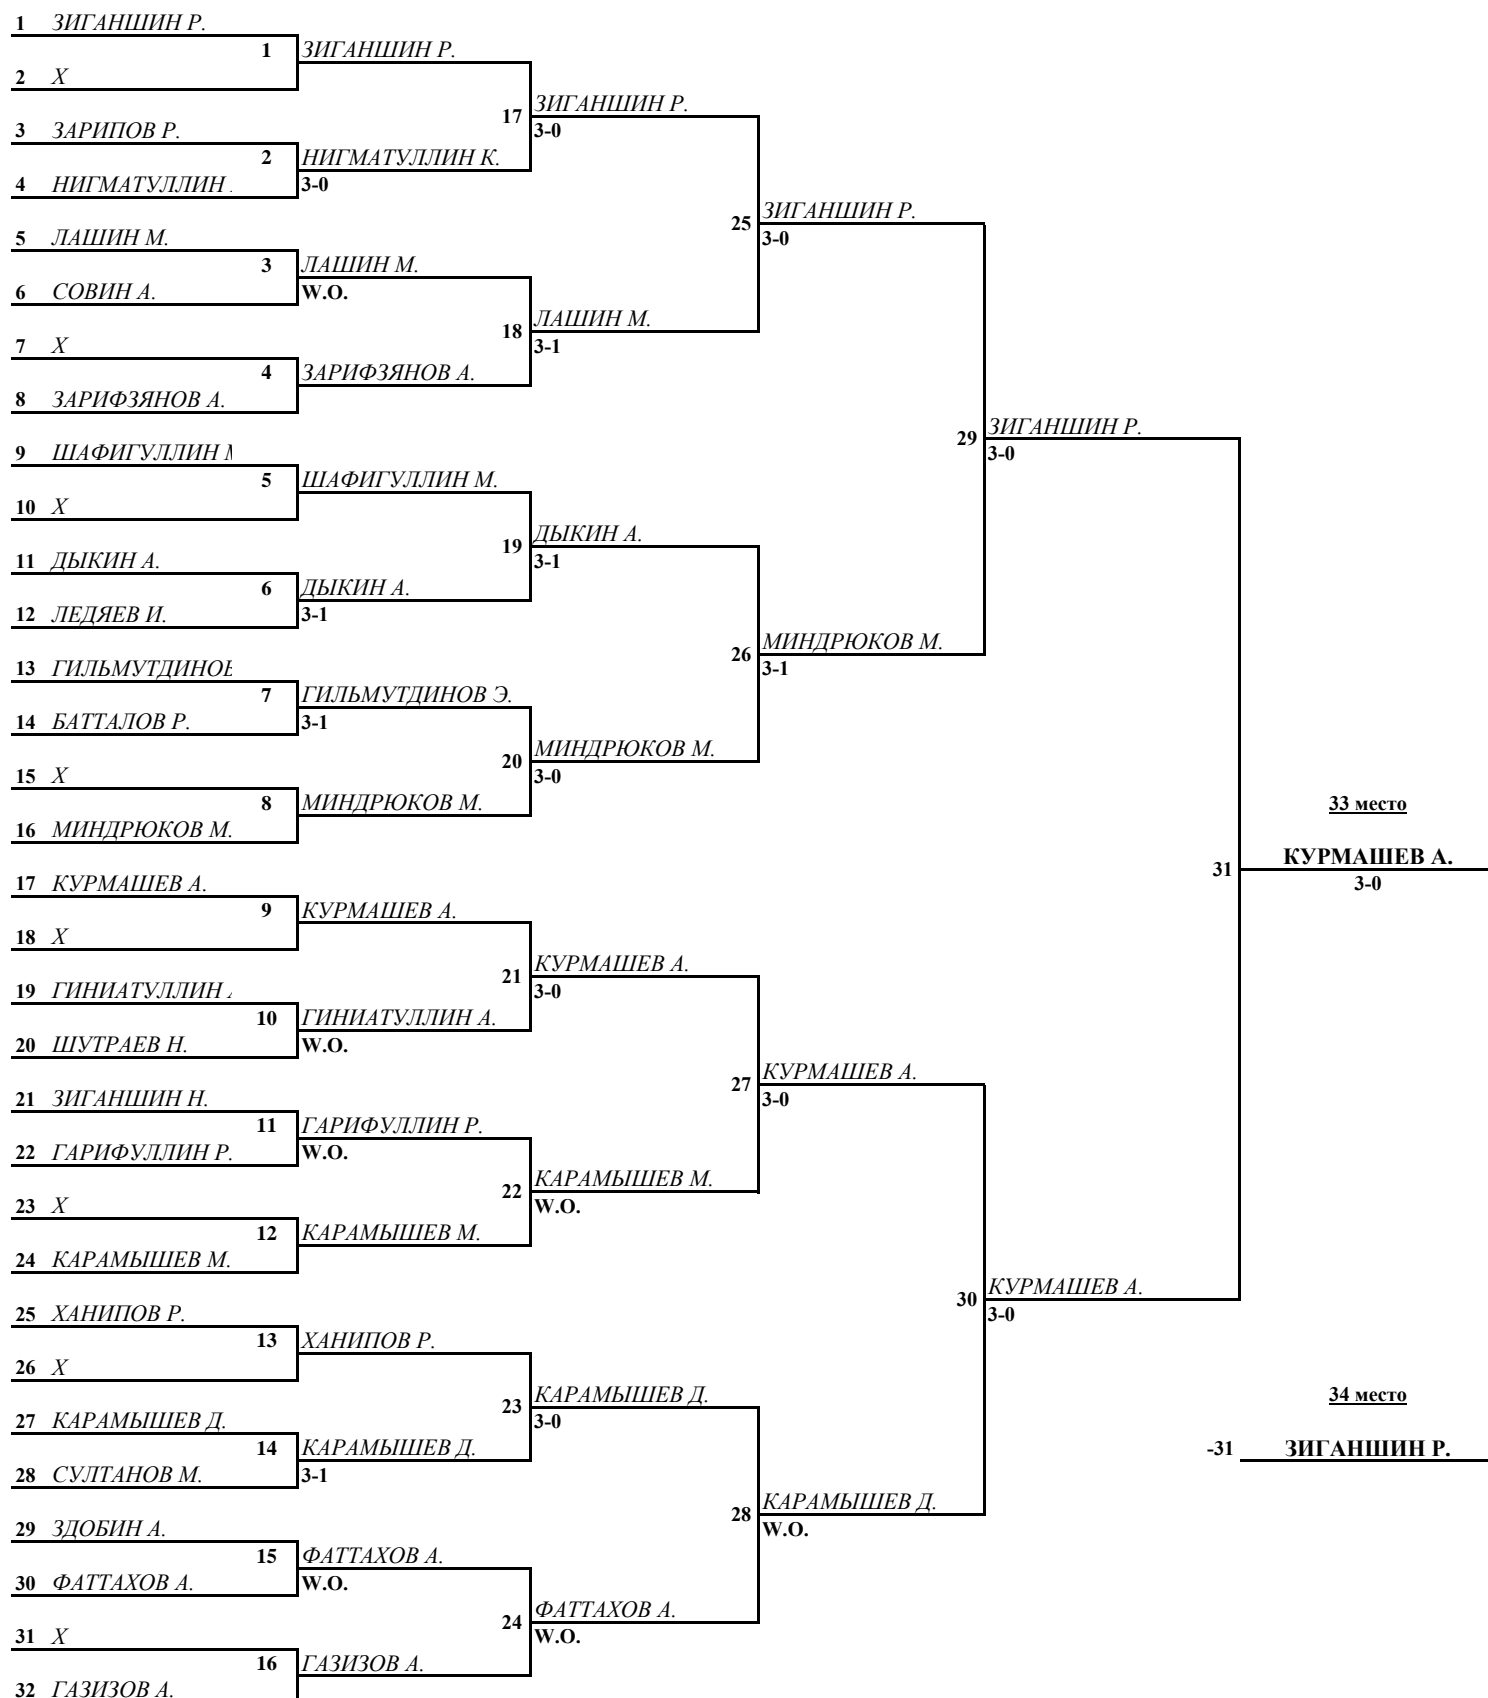 1 ЗИГАНШИН Р.
1 ЗИГАНШИН Р.
2 X
17 ЗИГАНШИН Р.
3-0
3 ЗАРИПОВ Р.
2 НИГМАТУЛЛИН К.
4 НИГМАТУЛЛИН
3-0
25 ЗИГАНШИН Р.
3-0
5 ЛАШИН М.
3 ЛАШИН М.
6 СОВИН А.
W.O.
18 ЛАШИН М.
3-1
7 X
4 ЗАРИФЗЯНОВ А.
8 ЗАРИФЗЯНОВ А.
29 ЗИГАНШИН Р.
3-0
9 ШАФИГУЛЛИН
5 ШАФИГУЛЛИН М.
10 X
19 ДЫКИН А.
3-1
11 ДЫКИН А.
6 ДЫКИН А.
12 ЛЕДЯЕВ И.
3-1
26 МИНДРЮКОВ М.
3-1
13 ГИЛЬМУТДИНОВ
7 ГИЛЬМУТДИНОВ Э.
14 БАТТАЛОВ Р.
3-1
20 МИНДРЮКОВ М.
3-0
15 X
8 МИНДРЮКОВ М.
16 МИНДРЮКОВ М.
33 место
31 КУРМАШЕВ А.
3-0
17 КУРМАШЕВ А.
9 КУРМАШЕВ А.
18 X
21 КУРМАШЕВ А.
3-0
19 ГИНИАТУЛЛИН
10 ГИНИАТУЛЛИН А.
20 ШУТРАЕВ Н.
W.O.
27 КУРМАШЕВ А.
3-0
21 ЗИГАНШИН Н.
11 ГАРИФУЛЛИН Р.
22 ГАРИФУЛЛИН Р.
W.O.
22 КАРАМЫШЕВ М.
W.O.
23 X
12 КАРАМЫШЕВ М.
24 КАРАМЫШЕВ М.
30 КУРМАШЕВ А.
3-0
25 ХАНИПОВ Р.
13 ХАНИПОВ Р.
26 X
23 КАРАМЫШЕВ Д.
3-0
34 место
27 КАРАМЫШЕВ Д.
14 КАРАМЫШЕВ Д.
28 СУЛТАНОВ М.
3-1
-31 ЗИГАНШИН Р.
28 КАРАМЫШЕВ Д.
W.O.
29 ЗДОБИН А.
15 ФАТТАХОВ А.
30 ФАТТАХОВ А.
W.O.
24 ФАТТАХОВ А.
W.O.
31 X
16 ГАЗИЗОВ А.
32 ГАЗИЗОВ А.